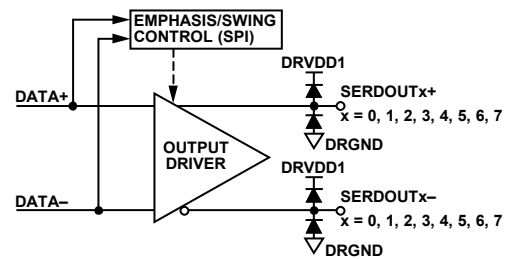 EMPHASIS/SWING
CONTROL (SPI)
DRVDD1
DATA+
SERDOUTx+
x = 0, 1, 2, 3, 4, 5, 6, 7
OUTPUT
DRIVER
DRGND
DRVDD1
DATA–
SERDOUTx–
x = 0, 1, 2, 3, 4, 5, 6, 7
DRGND